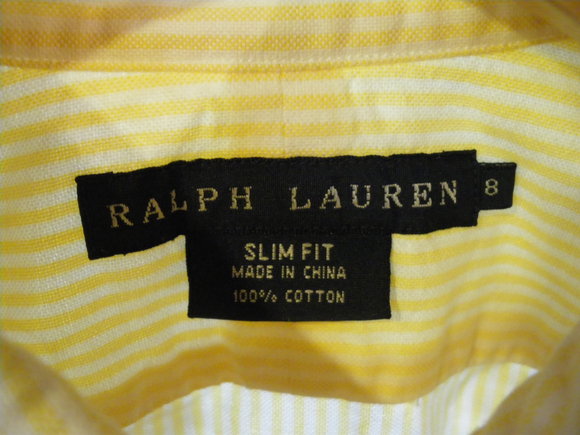 RALPH LAUREN 8
SLIM FIT
MADE IN CHINA
100% COTTON